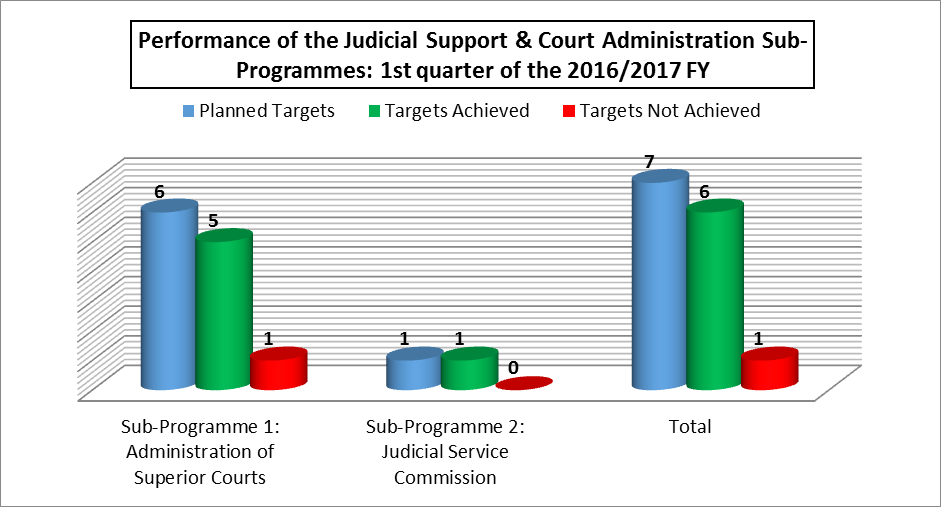 Performance of the Judicial Support & Court Administration Sub-
Programmes: 1st quarter of the 2016/2017 FY
Planned Targets Targets Achieved Targets Not Achieved
6 5 1
1 1 0
7 6 1
Sub-Programme 1:
Administration of
Superior Courts
Sub-Programme 2:
Judicial Service
Commission
Total